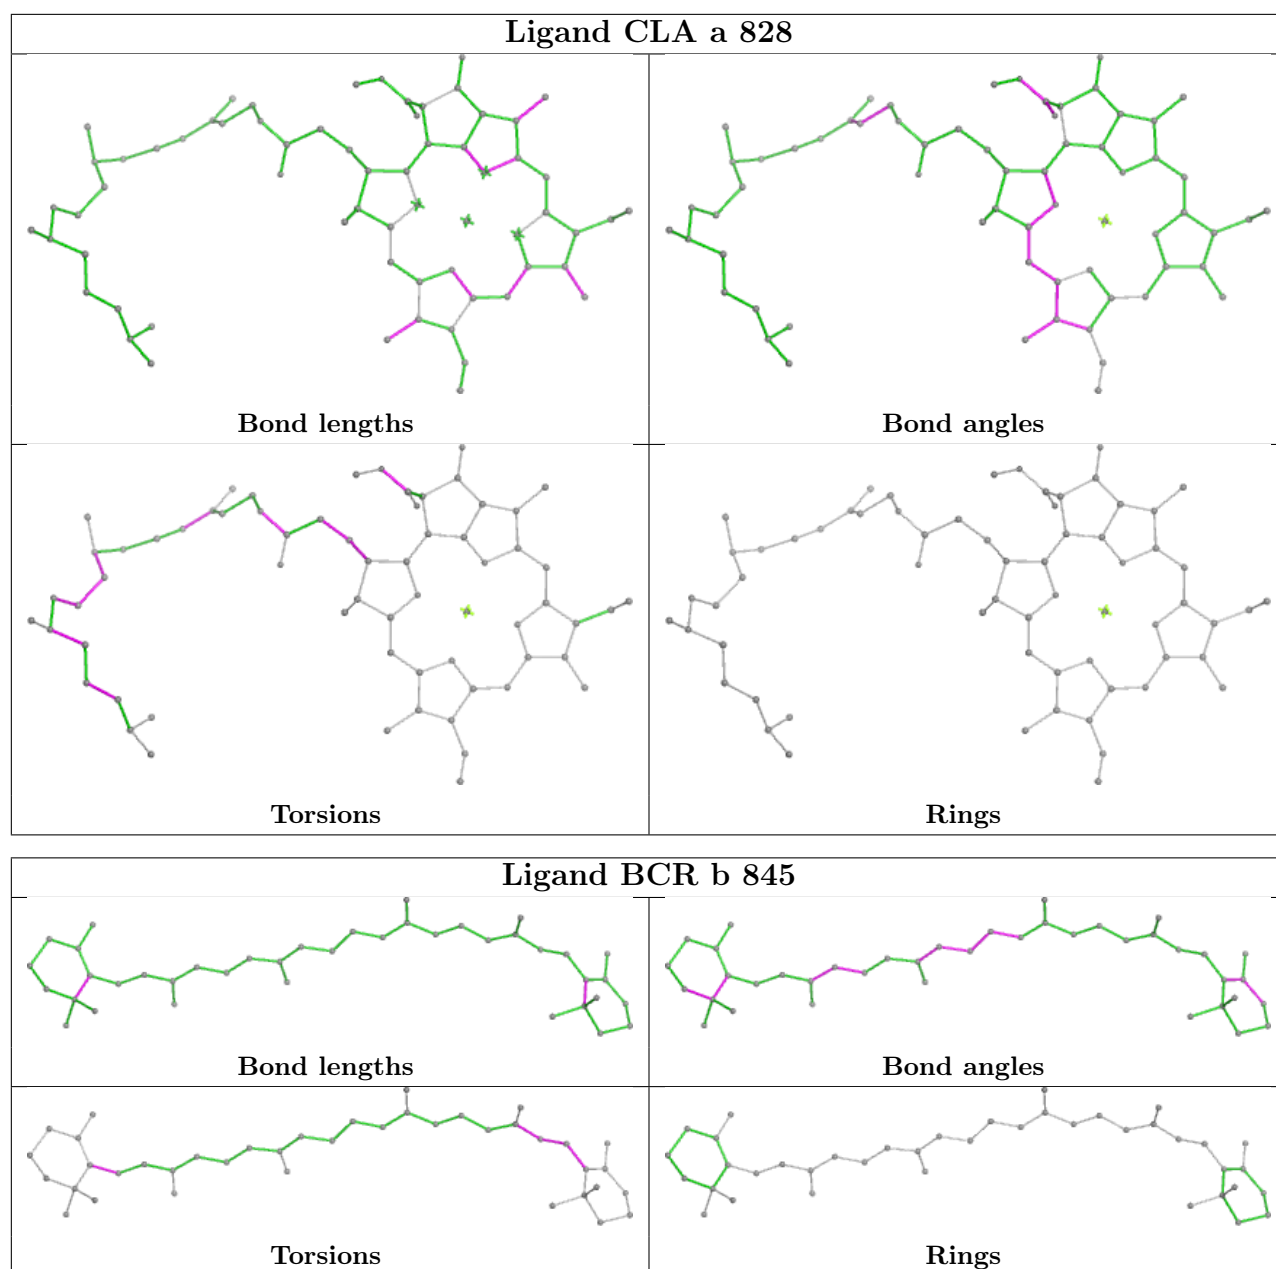 Ligand CLA a 828
Bond lengths
Bond angles
Torsions
Rings
Ligand BCR b 845
Bond lengths
Bond angles
Torsions
Rings